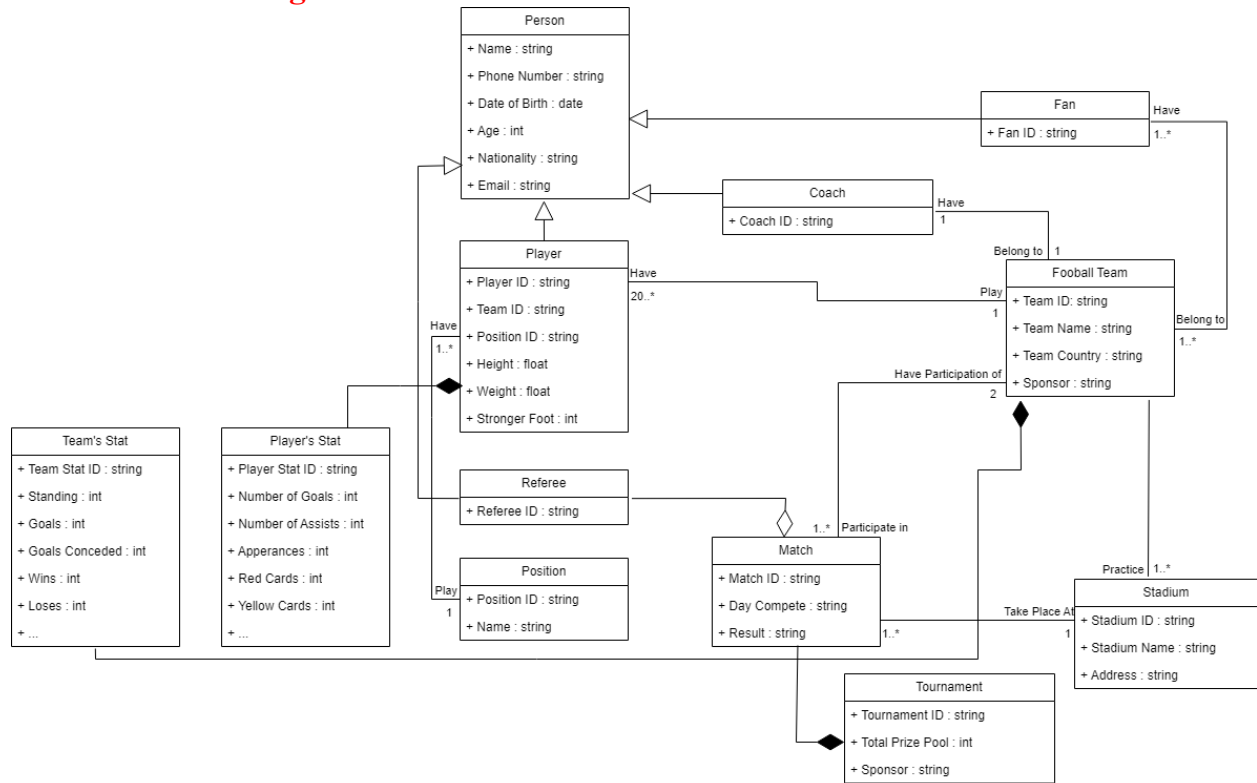 g
Person
+ Name : string
+ Phone Number : string
+ Date of Birth : date
+ Age : int
+ Nationality : string
+ Email : string
Fan
+ Fan ID : string
Have
1..*
Coach
+ Coach ID : string
Have
1
Belong to
1
Player
+ Player ID : string
+ Team ID : string
+ Position ID : string
+ Height : float
+ Weight : float
+ Stronger Foot : int
Have
20..*
Play
1
Fooball Team
+ Team ID: string
+ Team Name : string
+ Team Country : string
+ Sponsor : string
Belong to
1..*
Have
1..*
Have Participation of
2
Team's Stat
+ Team Stat ID : string
+ Standing : int
+ Goals : int
+ Goals Conceded : int
+ Wins : int
+ Loses : int
+ ...
Player's Stat
+ Player Stat ID : string
+ Number of Goals : int
+ Number of Assists : int
+ Apperances : int
+ Red Cards : int
+ Yellow Cards : int
+ ...
Referee
+ Referee ID : string
Position
+ Position ID : string
+ Name : string
Play
1
1..*
Participate in
Match
+ Match ID : string
+ Day Compete : string
+ Result : string
1..*
Take Place At
1
Practice
1..*
Stadium
+ Stadium ID : string
+ Stadium Name : string
+ Address : string
Tournament
+ Tournament ID : string
+ Total Prize Pool : int
+ Sponsor : string